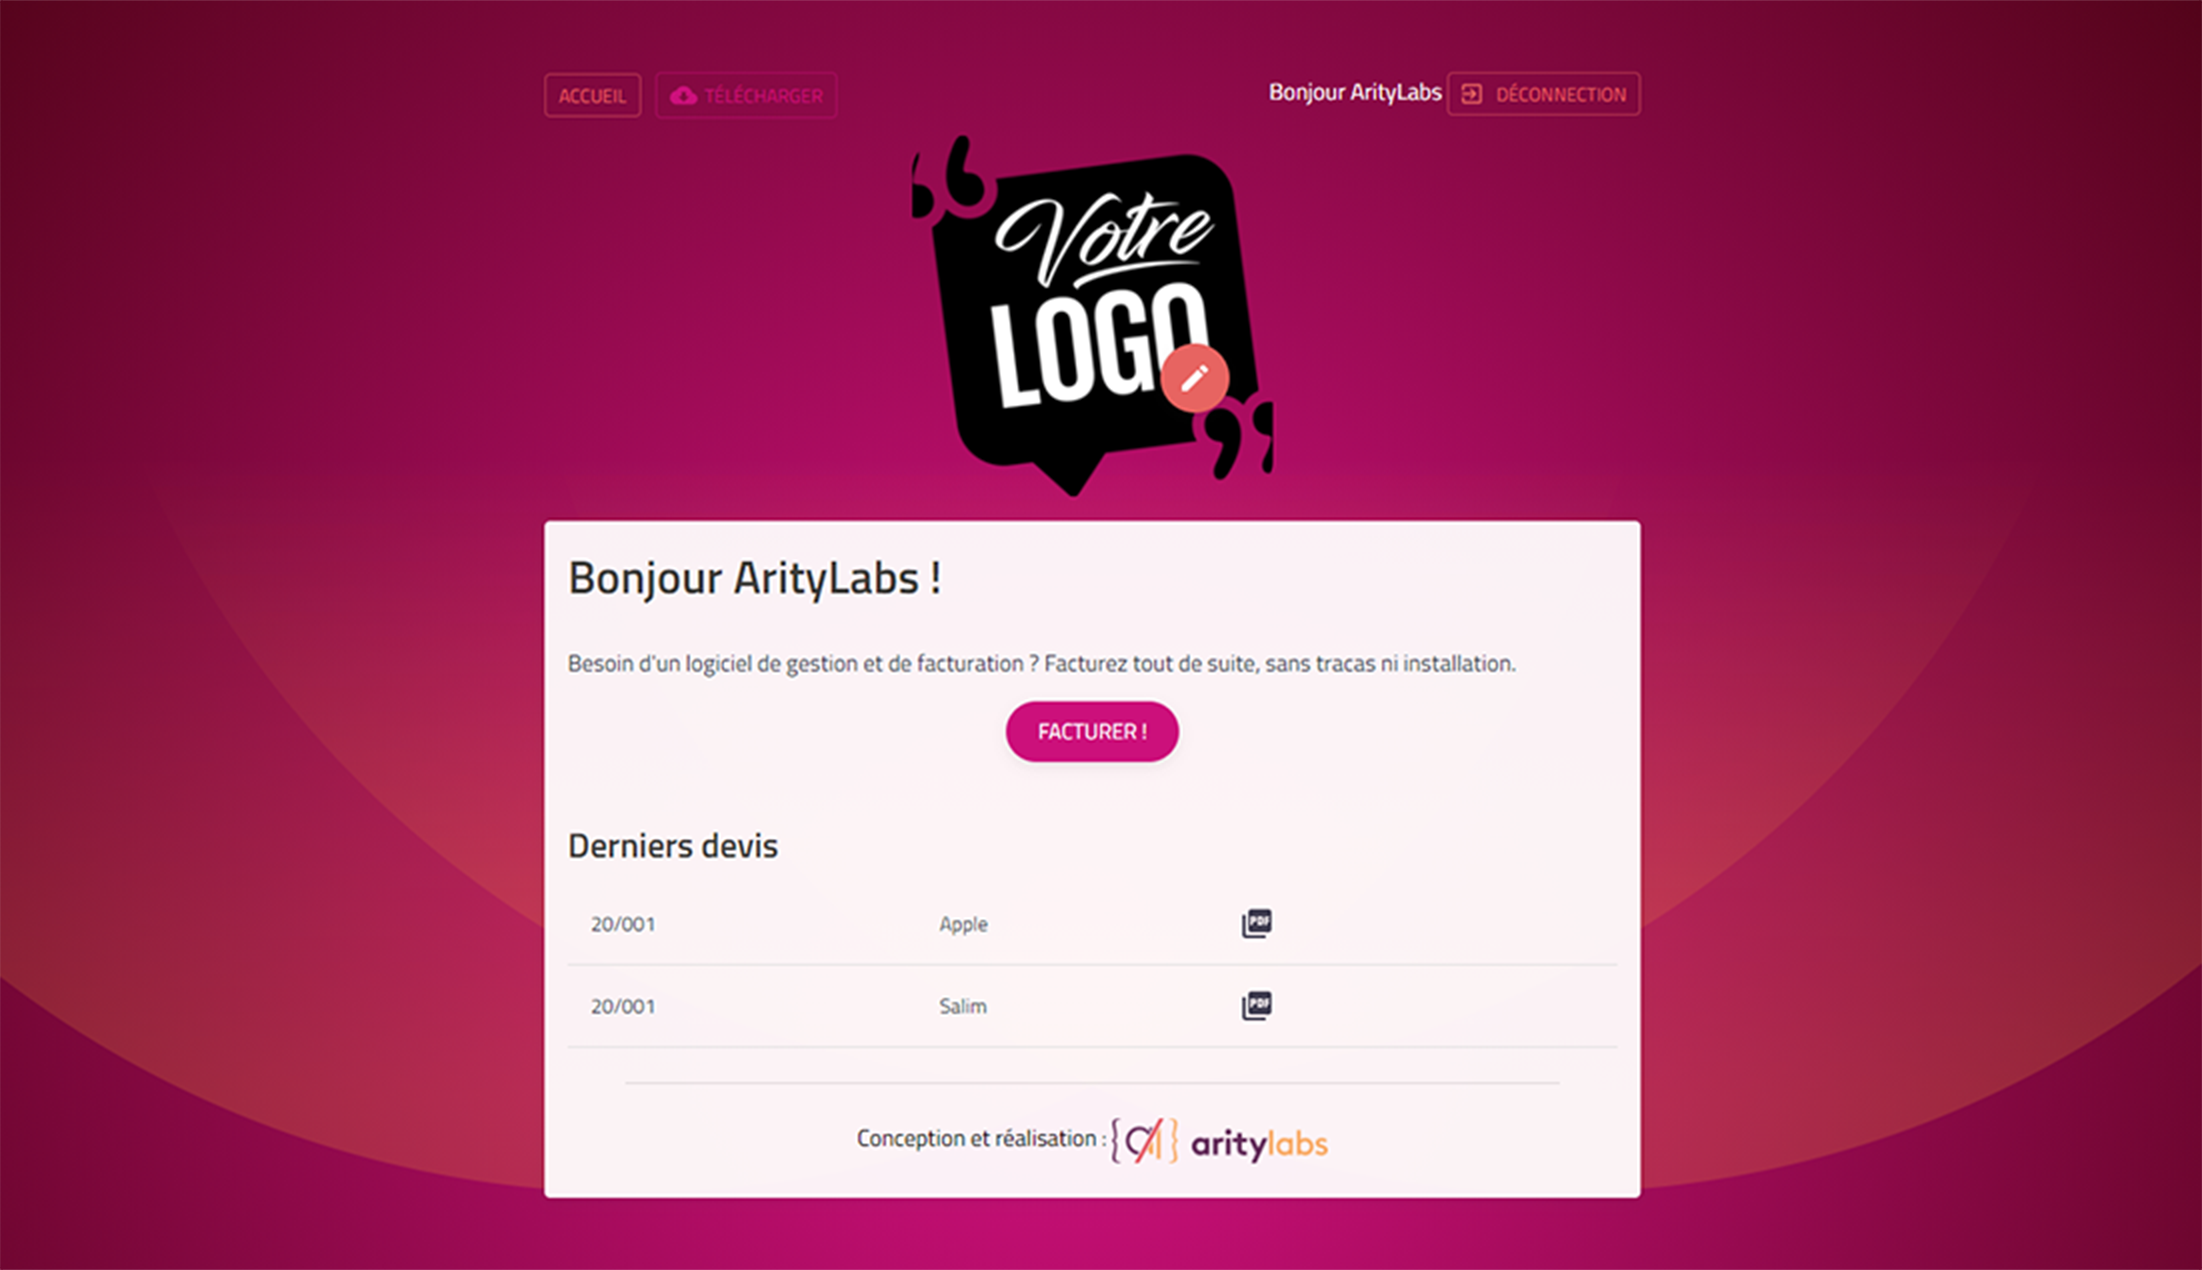 ACCUEIL
TÉLÉCHARGER
Bonjour ArityLabs
DÉCONNECTION
Votre
LOGO
Bonjour ArityLabs !
Besoin d'un logiciel de gestion et de facturation ? Facturez tout de suite, sans tracas ni installation.
FACTURER !
Derniers devis
20/001 Apple PDF
20/001 Salim PDF
Conception et réalisation : aritylabs